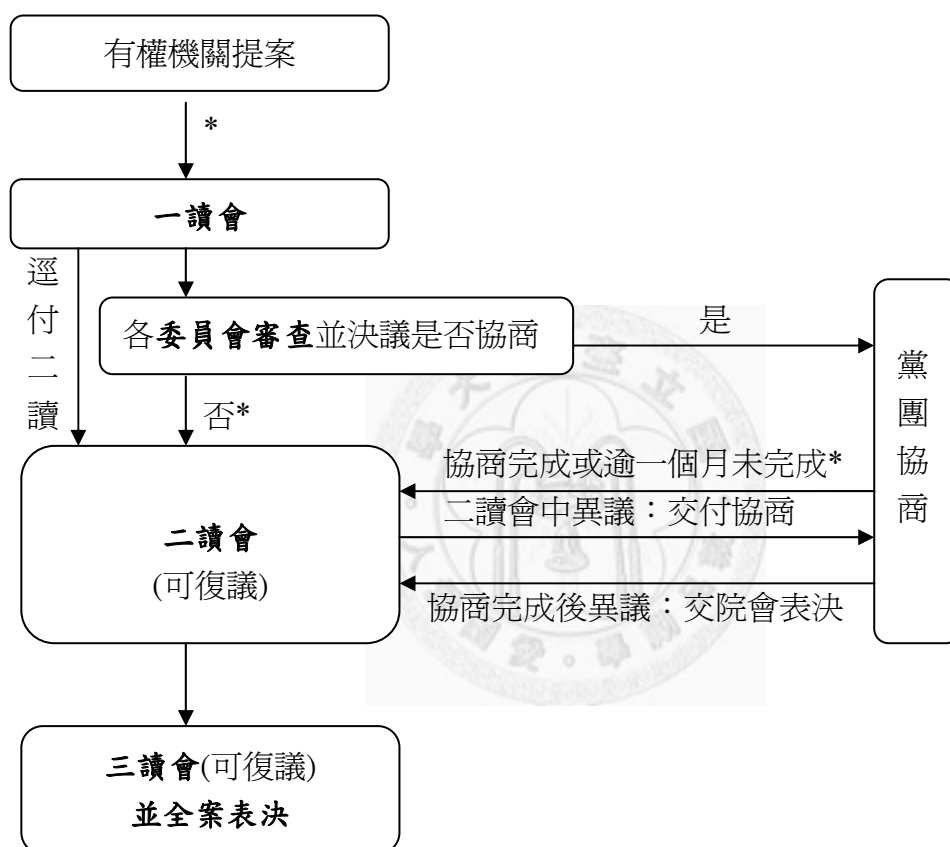 有權機關提案
*
一讀會
逕付二讀
各委員會審查並決議是否協商
是
黨團協商
否*
協商完成或逾一個月未完成*
二讀會中異議：交付協商
二讀會
(可復議)
協商完成後異議：交院會表決
三讀會(可復議)
並全案表決